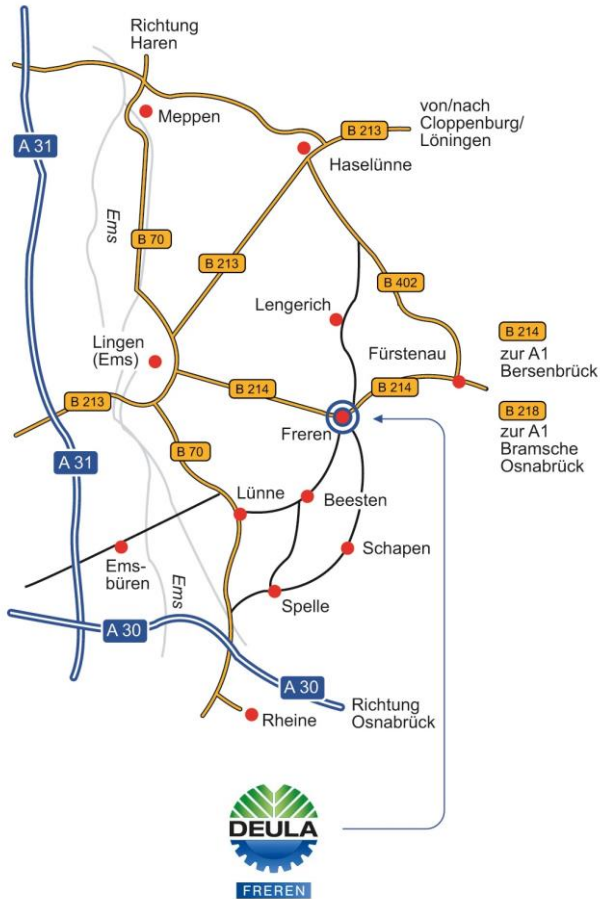 Richtung
Haren
Meppen
B 213
von/nach
Cloppenburg/
Löningen
A 31
Haselünne
Ems
B 70
B 213
B 402
Lengerich
Lingen
(Ems)
Fürstenau
B 214
zur A1
Bersenbrück
B 213
B 214
B 214
B 218
zur A1
Bramsche
Osnabrück
Freren
A 31
B 70
Lünne
Beesten
Schapen
Ems-
büren
Ems
Spelle
A 30
A 30
Richtung
Osnabrück
Rheine
DEULA
FREREN